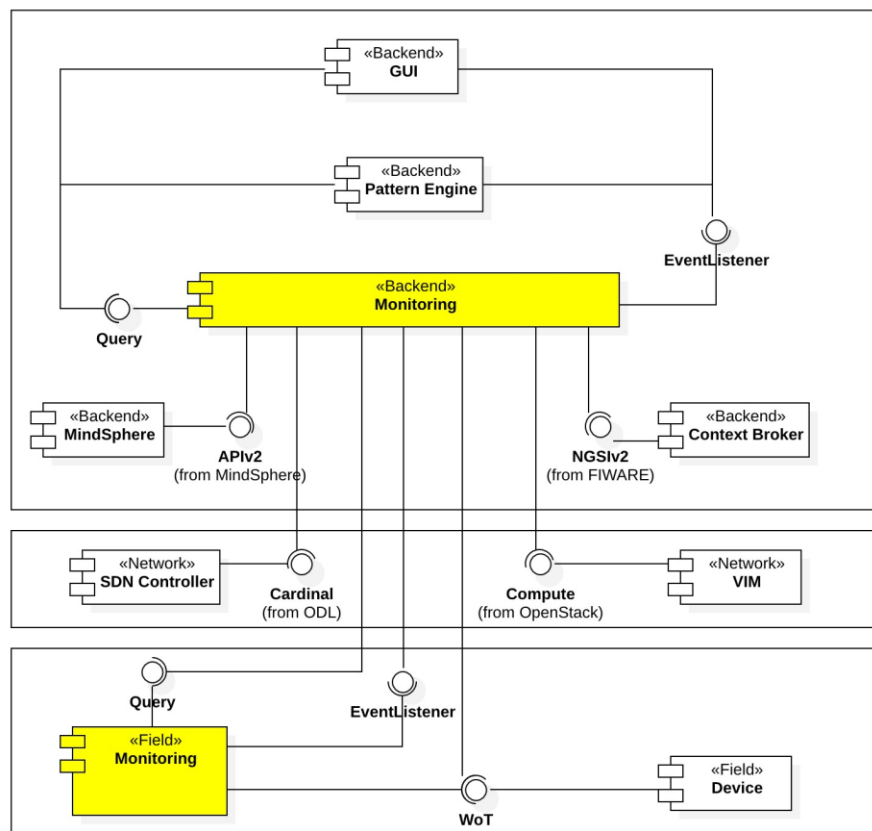 «Backend»
GUI
«Backend»
Pattern Engine
EventListener
«Backend»
Monitoring
Query
«Backend»
MindSphere
APIv2
(from MindSphere)
NGSIv2
(from FIWARE)
«Backend»
Context Broker
«Network»
SDN Controller
Cardinal
(from ODL)
Compute
(from OpenStack)
«Network»
VIM
Query
EventListener
«Field»
Monitoring
WoT
«Field»
Device